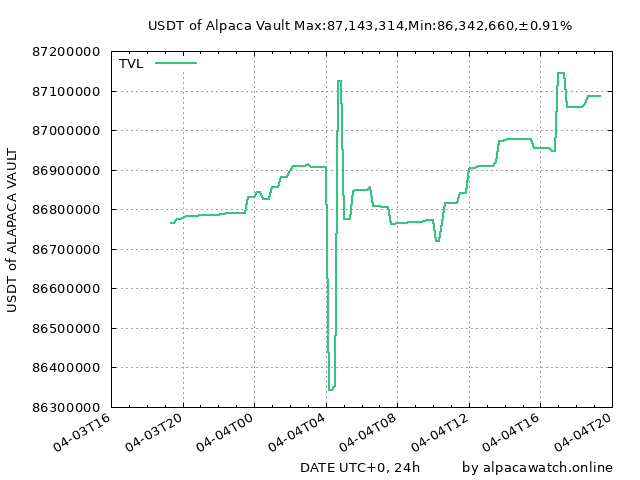 USDT of Alpaca Vault Max:87,143,314,Min:86,342,660,±0.91%
TVL
87200000
87100000
87000000
86900000
86800000
86700000
86600000
86500000
86400000
86300000
USDT of ALAPACA VAULT
04-03T16
04-03T20
04-04T00
04-04T04
04-04T08
04-04T12
04-04T16
04-04T20
DATE UTC+0, 24h
by alpacawatch.online